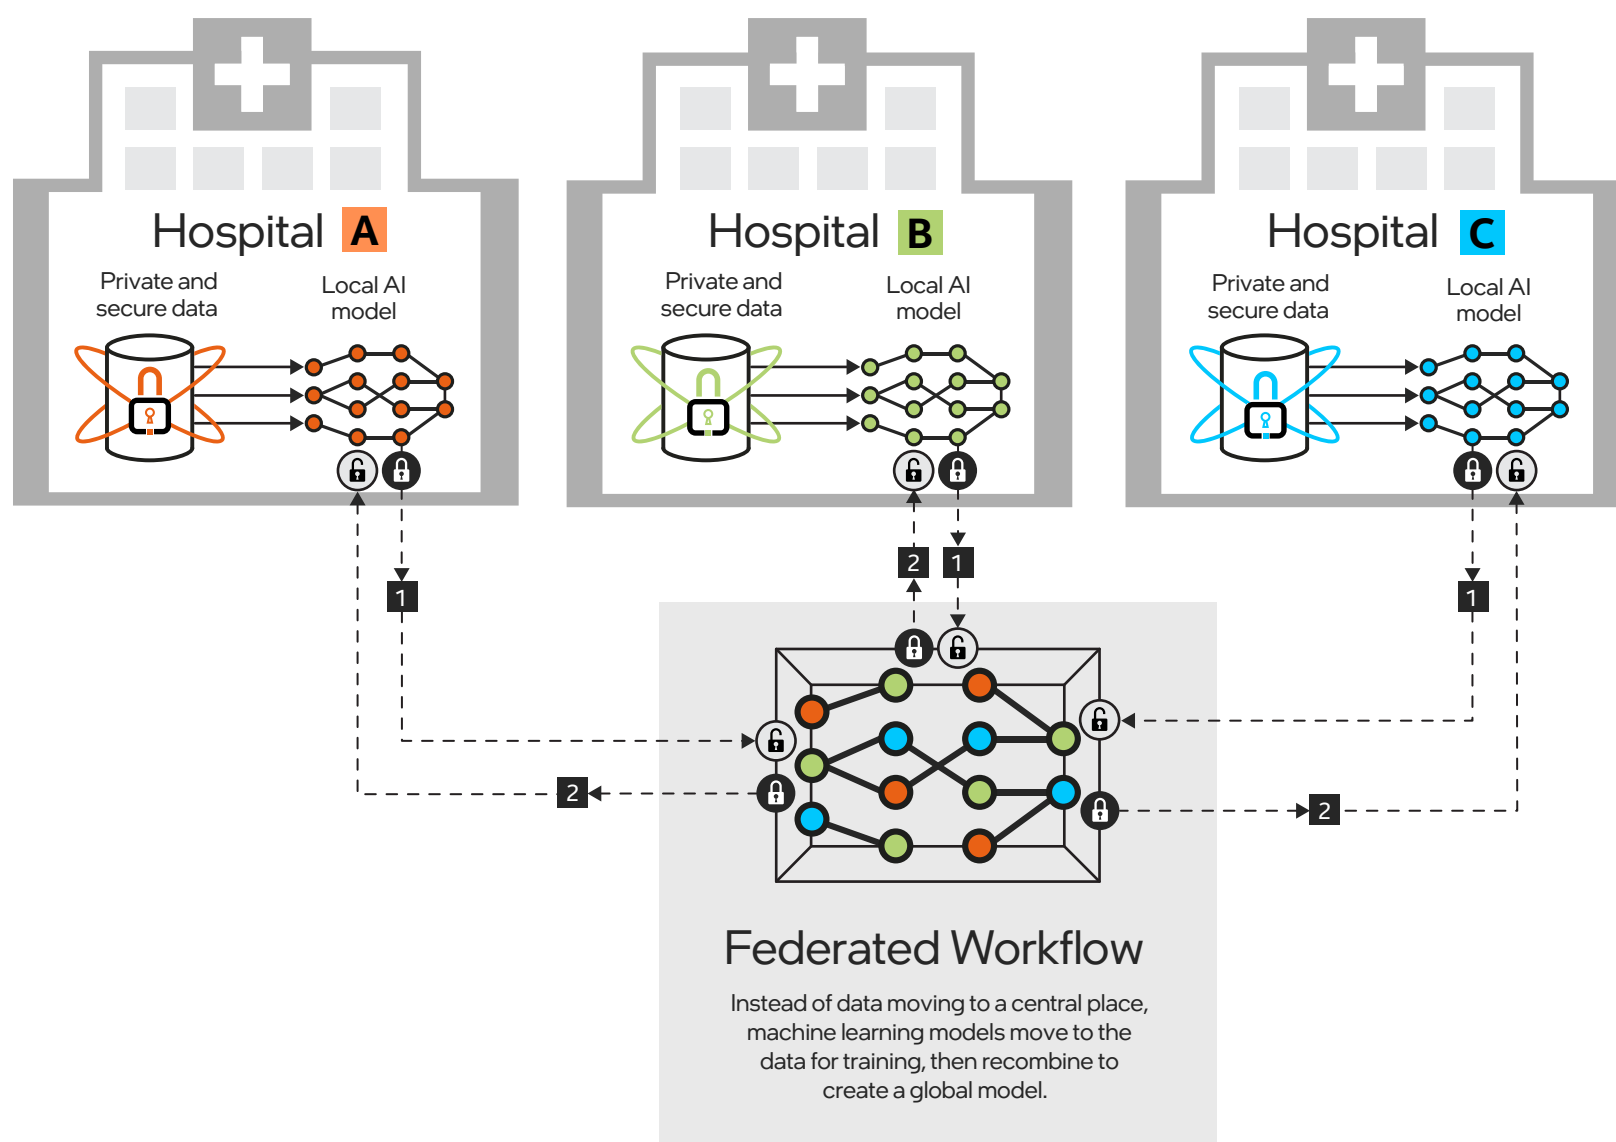 Hospital A
Private and
secure data
Local AI
model
Hospital B
Private and
secure data
Local AI
model
Hospital C
Private and
secure data
Local AI
model
2
1
1
1
2
2
Federated Workflow
Instead of data moving to a central place,
machine learning models move to the
data for training, then recombine to
create a global model.